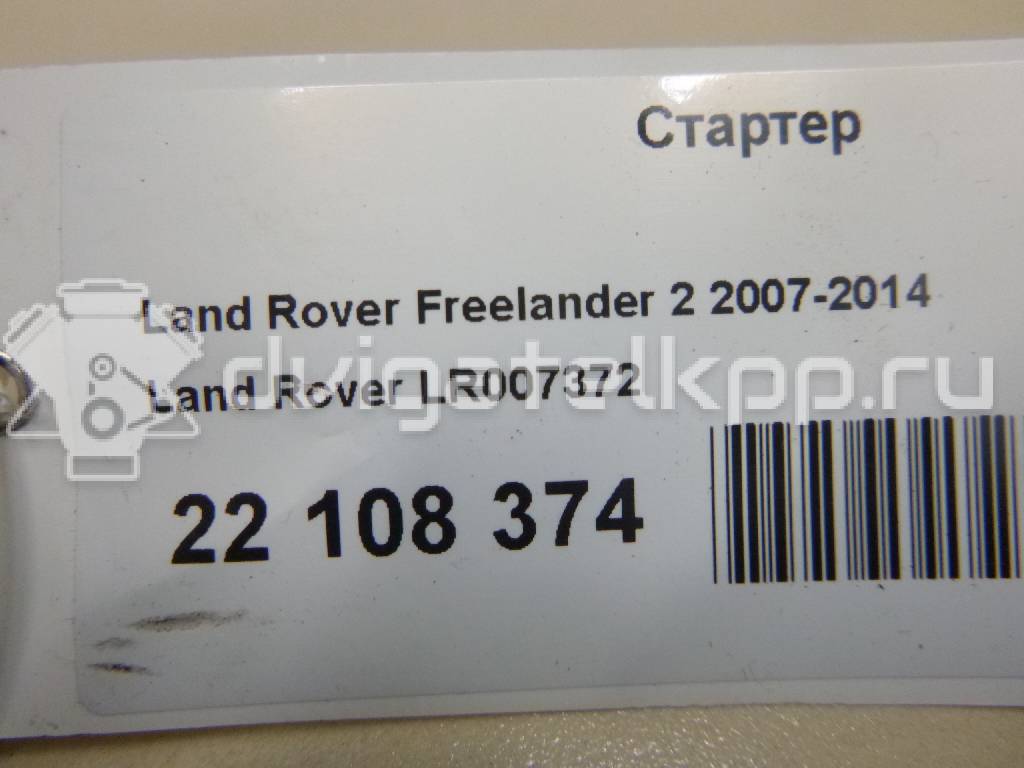 Стартер
Land Rover Freelander 2 2007-2014
Land Rover LR007372
dvigatelkpp.ru
22 108 374